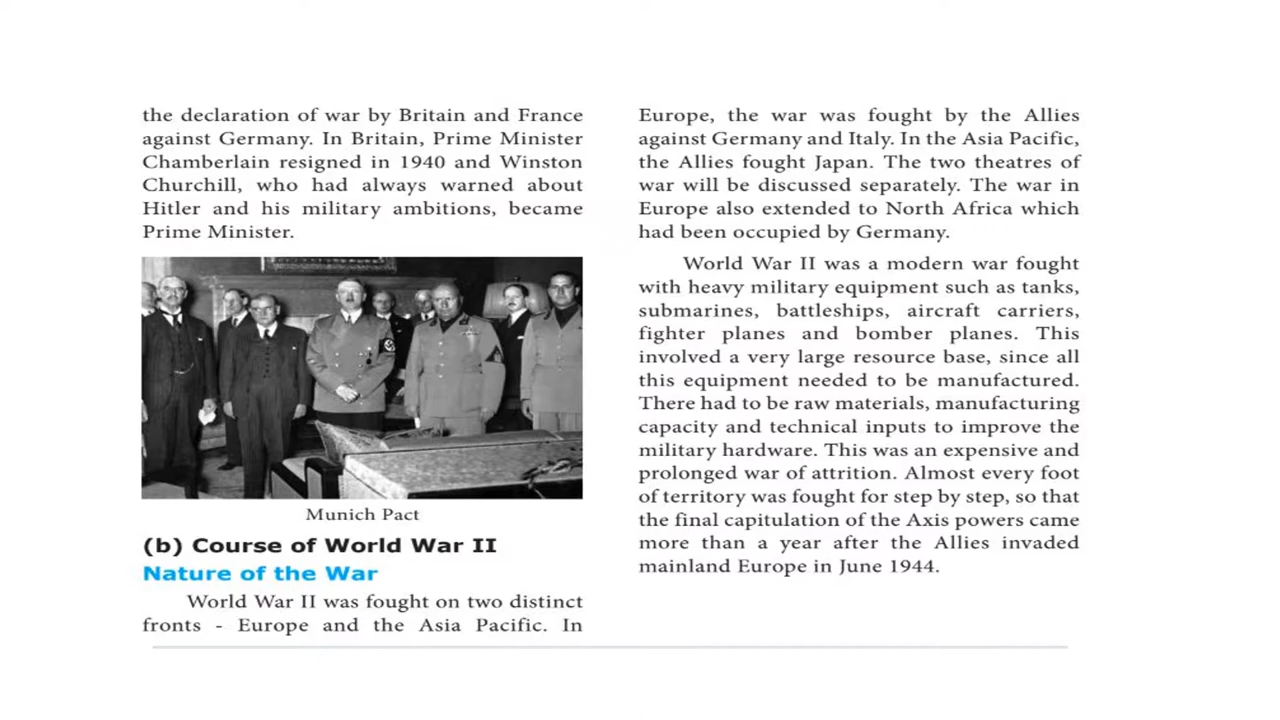 the declaration of war by Britain and France
against Germany. In Britain, Prime Minister
Chamberlain resigned in 1940 and Winston
Churchill, who had always warned about
Hitler and his military ambitions, became
Prime Minister.
Munich Pact
(b) Course of World War II
Nature of the War
World War II was fought on two distinct
fronts - Europe and the Asia Pacific. In
Europe, the war was fought by the Allies
against Germany and Italy. In the Asia Pacific,
the Allies fought Japan. The two theatres of
war will be discussed separately. The war in
Europe also extended to North Africa which
had been occupied by Germany.
World War II was a modern war fought
with heavy military equipment such as tanks,
submarines, battleships, aircraft carriers,
fighter planes and bomber planes. This
involved a very large resource base, since all
this equipment needed to be manufactured.
There had to be raw materials, manufacturing
capacity and technical inputs to improve the
military hardware. This was an expensive and
prolonged war of attrition. Almost every foot
of territory was fought for step by step, so that
the final capitulation of the Axis powers came
more than a year after the Allies invaded
mainland Europe in June 1944.